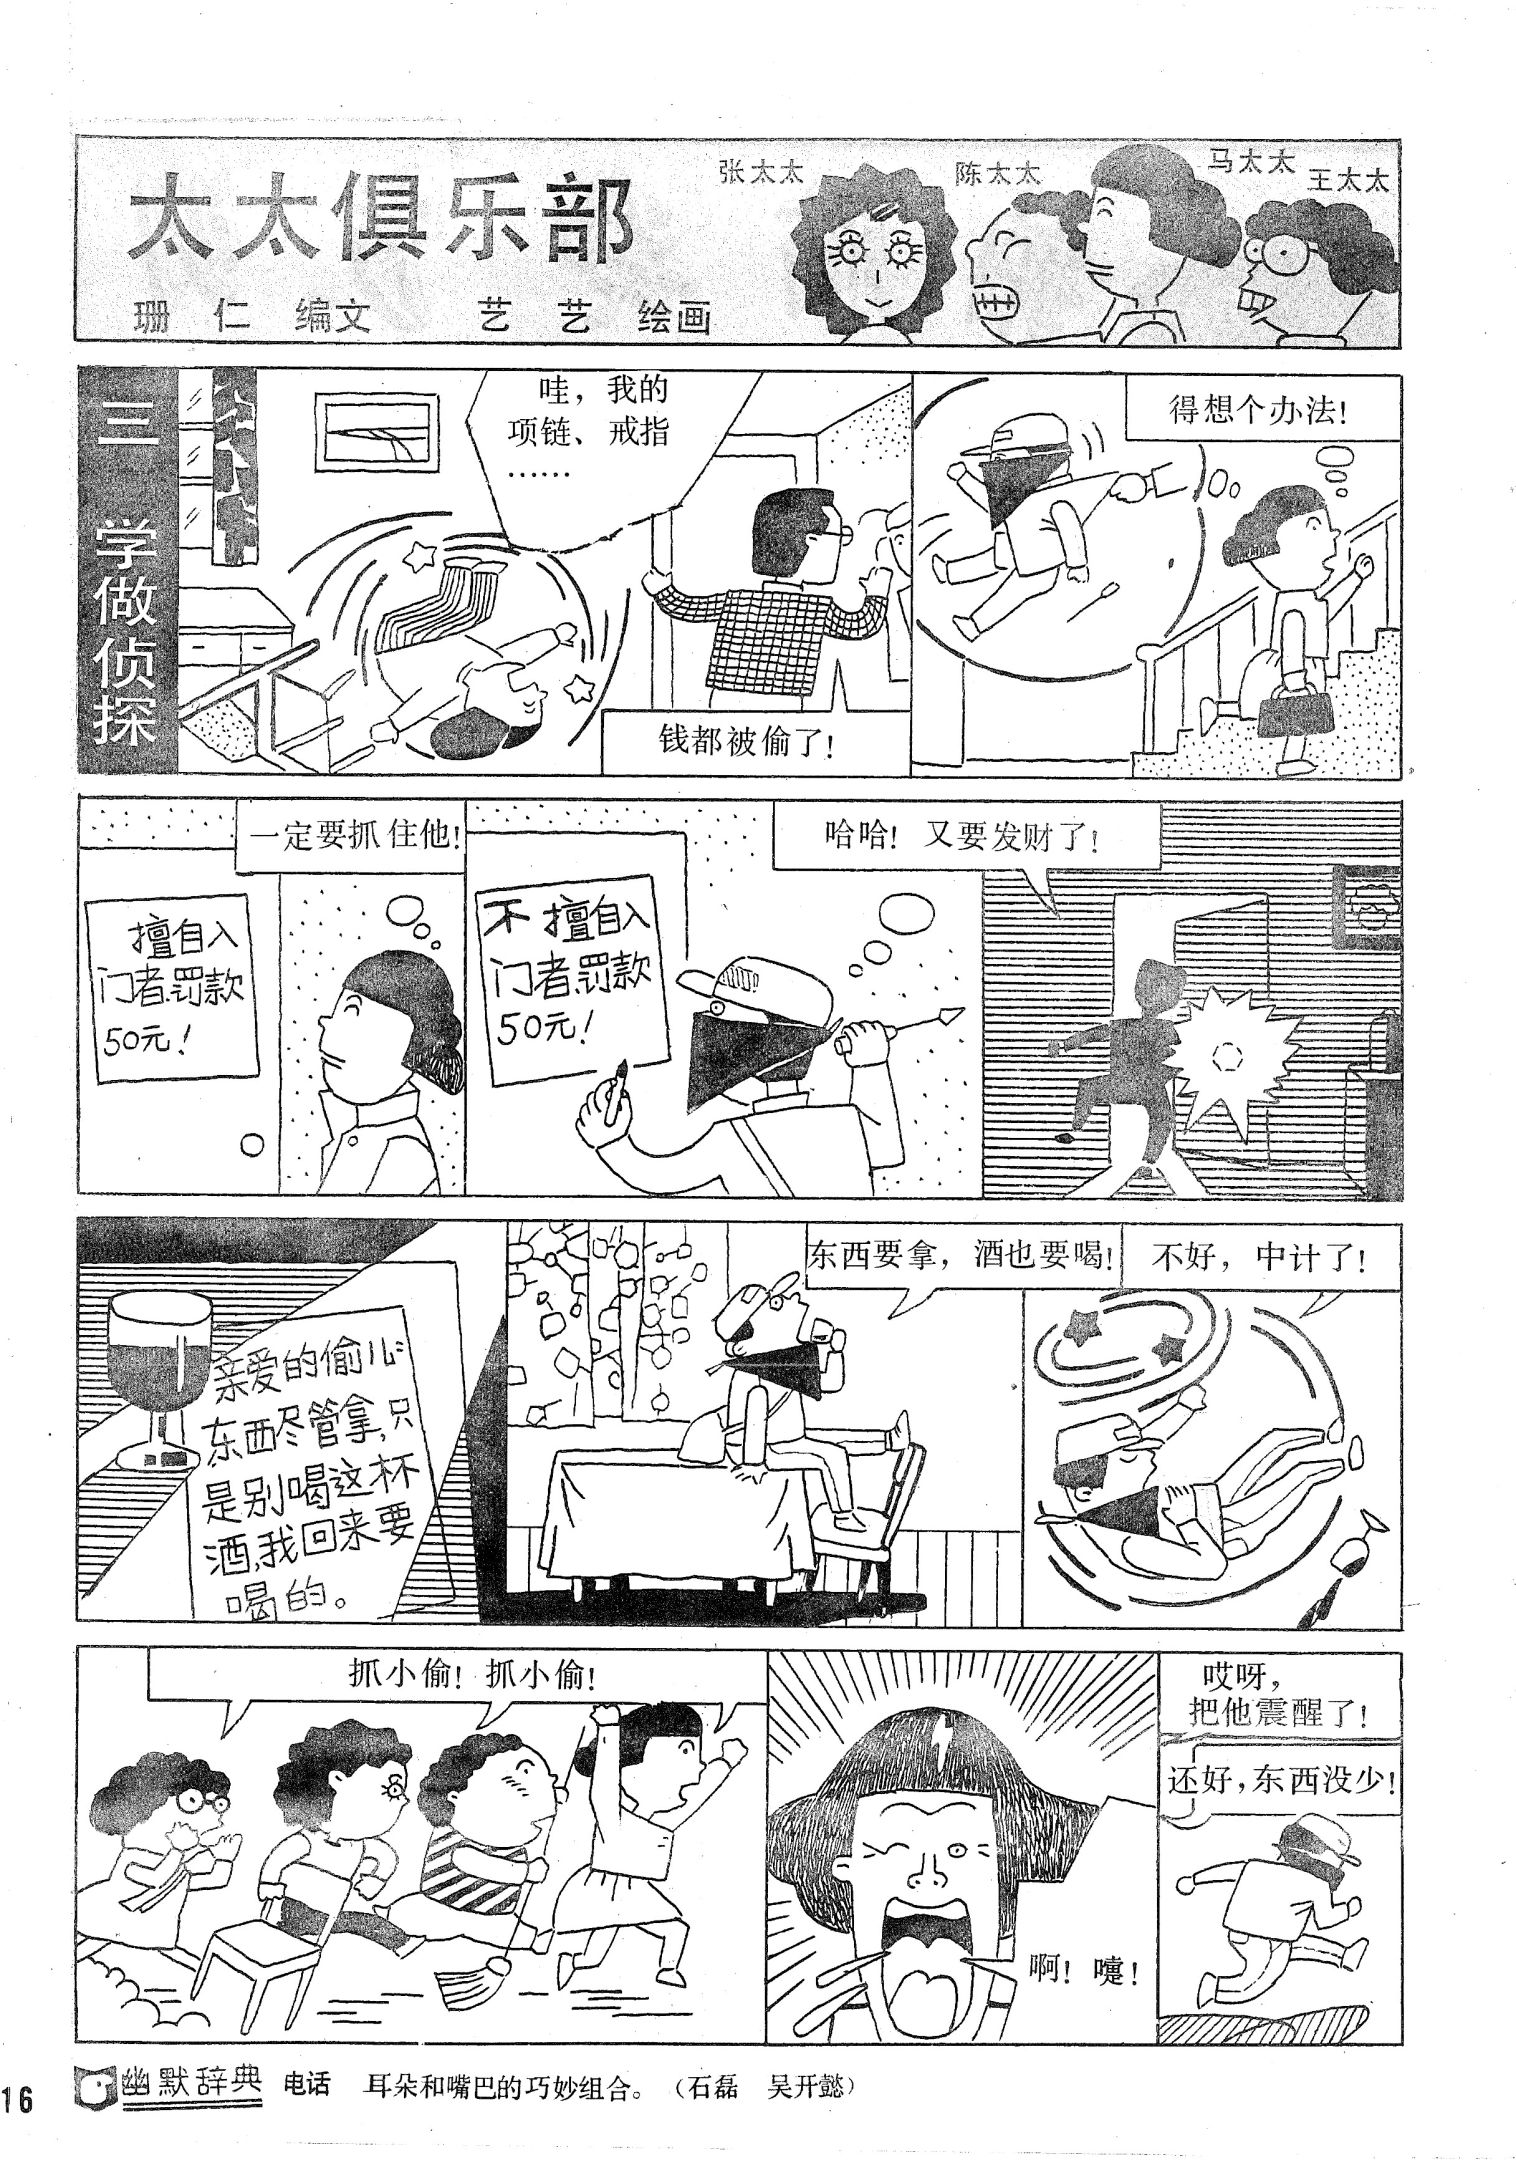 太太俱乐部
珊仁 编文 艺艺 绘画
张太太
陈太太
马太太
王太太
三 学做侦探
哇，我的
项链、戒指
……
钱都被偷了！
得想个办法！
一定要抓住他！
擅自入
门者罚款
50元！
不擅自入
门者罚款
50元！
哈哈！又要发财了！
亲爱的偷儿：
东西尽管拿，只
是别喝这杯
酒，我回来要
喝的。
东西要拿，酒也要喝！
不好，中计了！
抓小偷！抓小偷！
啊！嚏！
哎呀，
把他震醒了！
还好，东西没少！
幽默辞典 电话 耳朵和嘴巴的巧妙组合。（石磊 吴开懿）
16